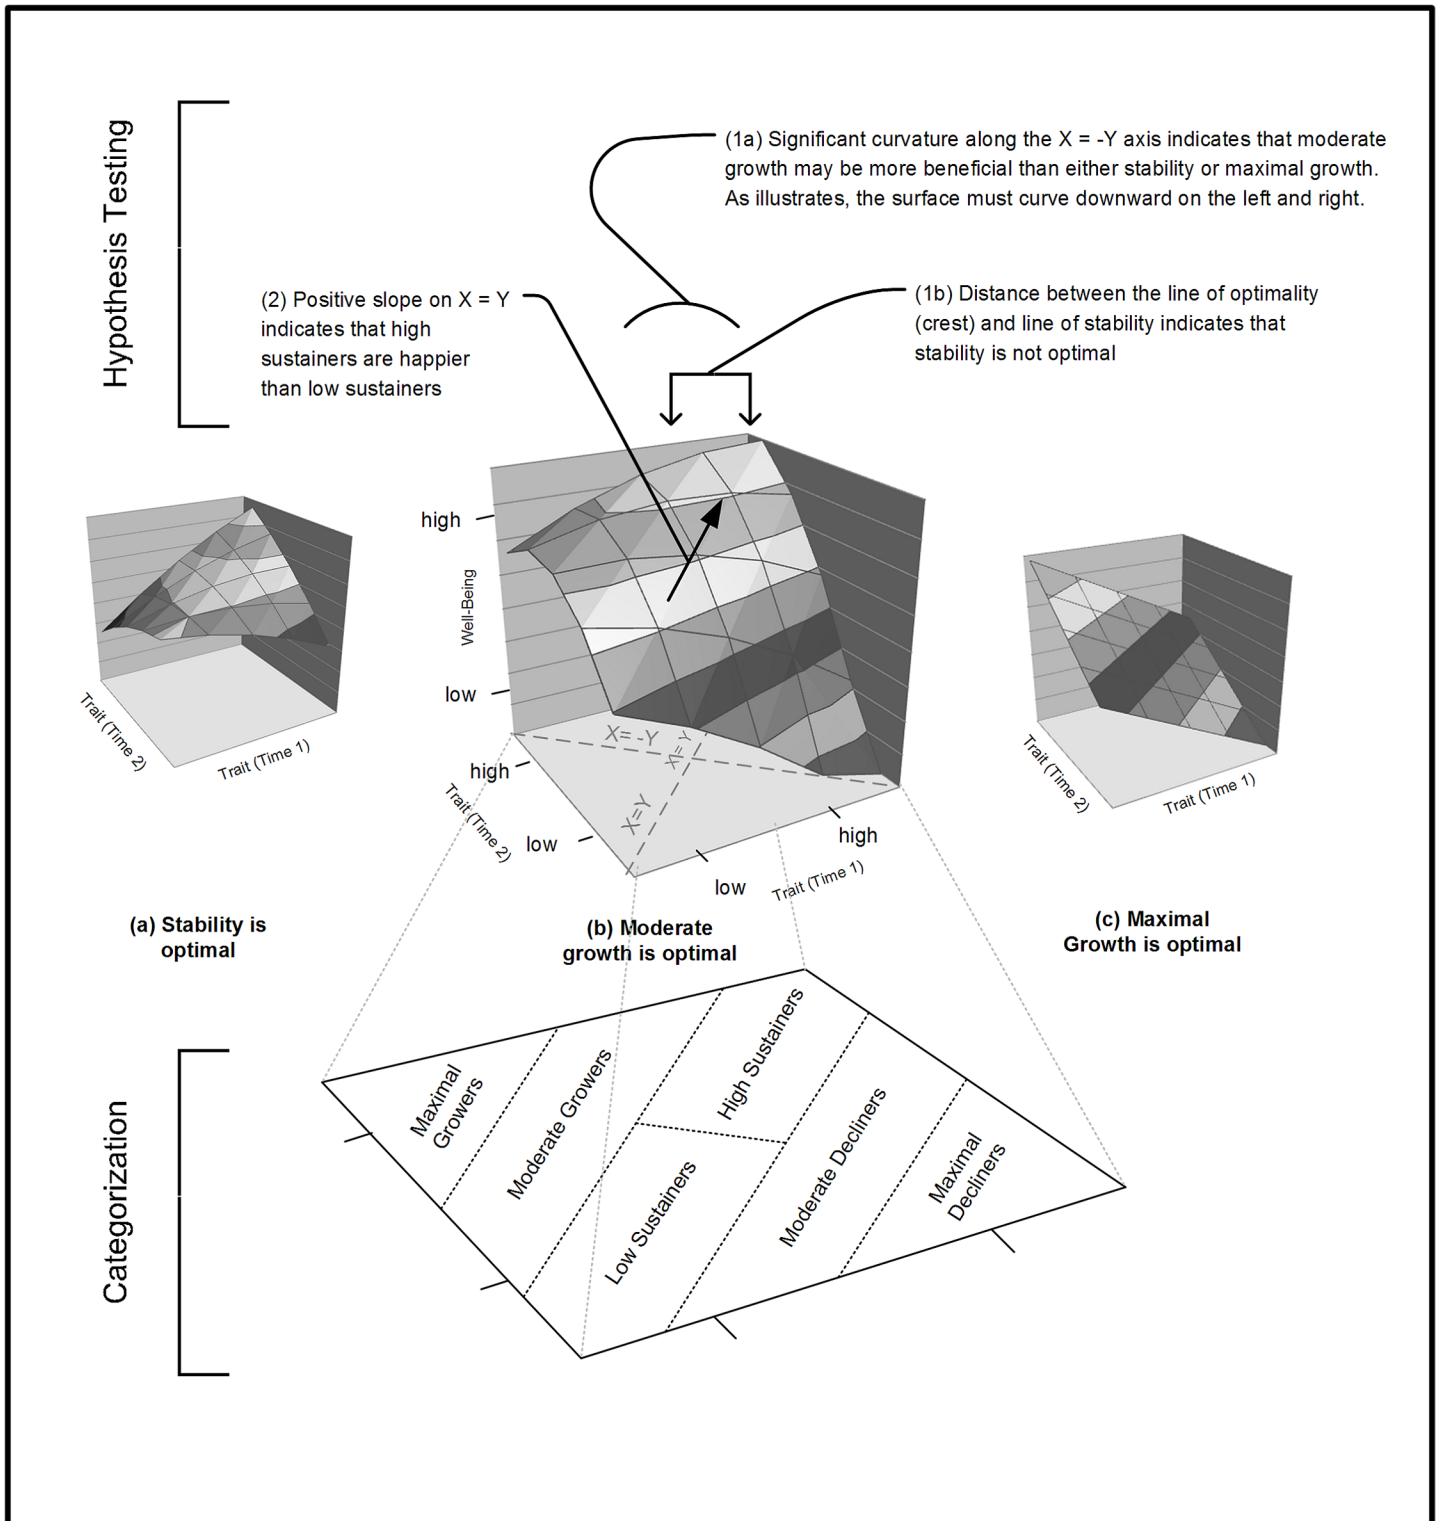 Hypothesis Testing
(1a) Significant curvature along the X = -Y axis indicates that moderate
growth may be more beneficial than either stability or maximal growth.
As illustrates, the surface must curve downward on the left and right.
(2) Positive slope on X = Y
indicates that high
sustainers are happier
than low sustainers
(1b) Distance between the line of optimality
(crest) and line of stability indicates that
stability is not optimal
Trait (Time 2)
Trait (Time 1)
high
Well-Being
low
X= -Y
X=Y
X=Y
high
Trait (Time 2)
low
high
low
Trait (Time 1)
Trait (Time 2)
Trait (Time 1)
(a) Stability is
optimal
(b) Moderate
growth is optimal
(c) Maximal
Growth is optimal
Categorization
Maximal
Growers
Moderate Growers
High Sustainers
Low Sustainers
Moderate Decliners
Maximal
Decliners